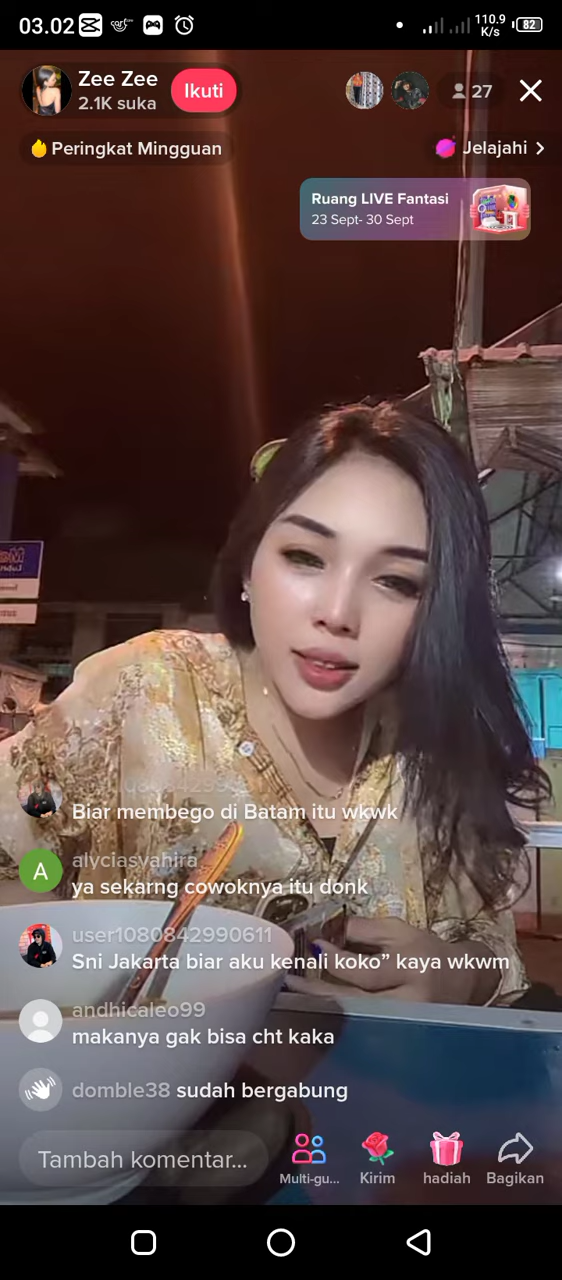 03.02
110.9
K/s
82
Zee Zee
2.1K suka
Ikuti
27
Peringkat Mingguan
Jelajahi
Ruang LIVE Fantasi
23 Sept- 30 Sept
Biar membego di Batam itu wkwk
A
alyciasyahira
ya sekarng cowoknya itu donk
user1080842990611
Sni Jakarta biar aku kenali koko” kaya wkwm
andhicaleo99
makanya gak bisa cht kaka
domble38 sudah bergabung
Tambah komentar...
Multi-gu...
Kirim
hadiah
Bagikan